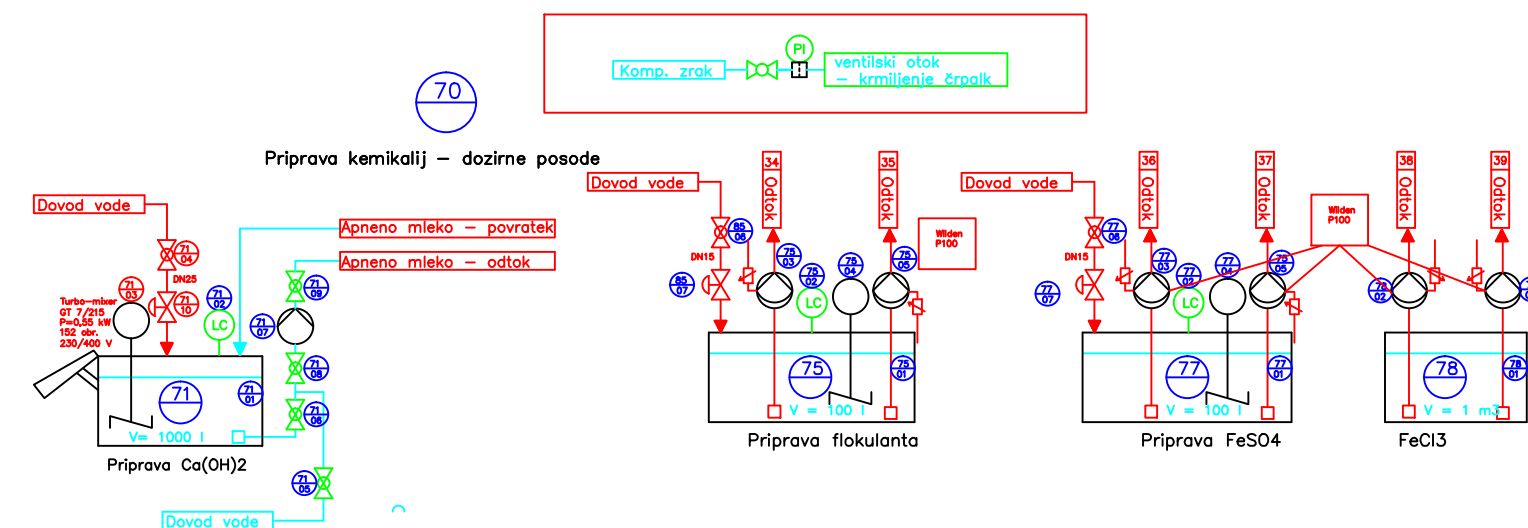 PI
Komp. zrak
ventilski otok
– krmiljenje črpalk
70
Priprava kemikalij – dozirne posode
Dovod vode
71
04
DN25
71
10
71
03
Turbo-mixer
GT 7/215
P=0,55 kW
152 obr.
230/400 V
71
02
LC
Apneno mleko – povratek
Apneno mleko – odtok
71
09
71
07
71
08
71
06
71
05
71
71
01
V= 1000 l
Priprava Ca(OH)2
Dovod vode
Dovod vode
85
06
DN15
85
07
34
Odtok
35
Odtok
75
03
75
02
LC
75
04
75
05
Wilden
P100
75
75
01
V = 100 l
Priprava flokulanta
Dovod vode
77
06
DN15
77
07
36
Odtok
37
Odtok
77
03
77
02
LC
77
04
75
05
Wilden
P100
77
77
01
V = 100 l
Priprava FeSO4
38
Odtok
39
Odtok
78
02
78
78
01
V = 1 m3
FeCl3